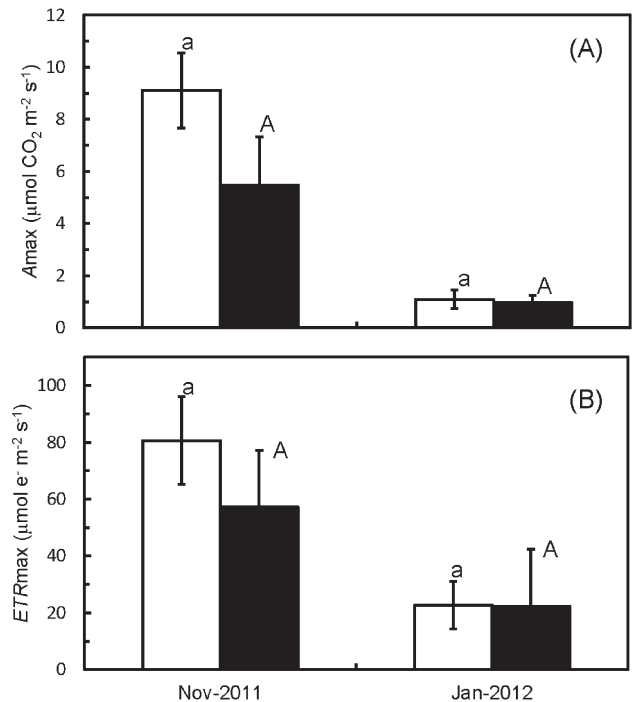 12
10
8
6
4
2
0
Amax (μmol CO₂ m⁻² s⁻¹)
(A)
a
A
a
A
100
80
60
40
20
0
ETRmax (μmol e⁻ m⁻² s⁻¹)
(B)
a
A
a
A
Nov-2011 Jan-2012